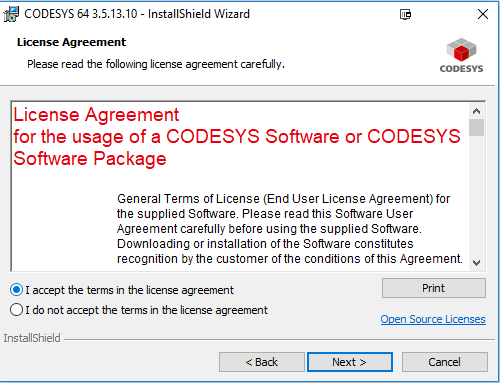 CODESYS 64 3.5.13.10 - InstallShield Wizard
License Agreement
Please read the following license agreement carefully.
CODESYS
License Agreement
for the usage of a CODESYS Software or CODESYS
Software Package
General Terms of License (End User License Agreement) for
the supplied Software. Please read this Software User
Agreement carefully before using the supplied Software.
Downloading or installation of the Software constitutes
recognition by the customer of the conditions of this Agreement.
I accept the terms in the license agreement
Print
I do not accept the terms in the license agreement
Open Source Licenses
InstallShield
< Back
Next >
Cancel